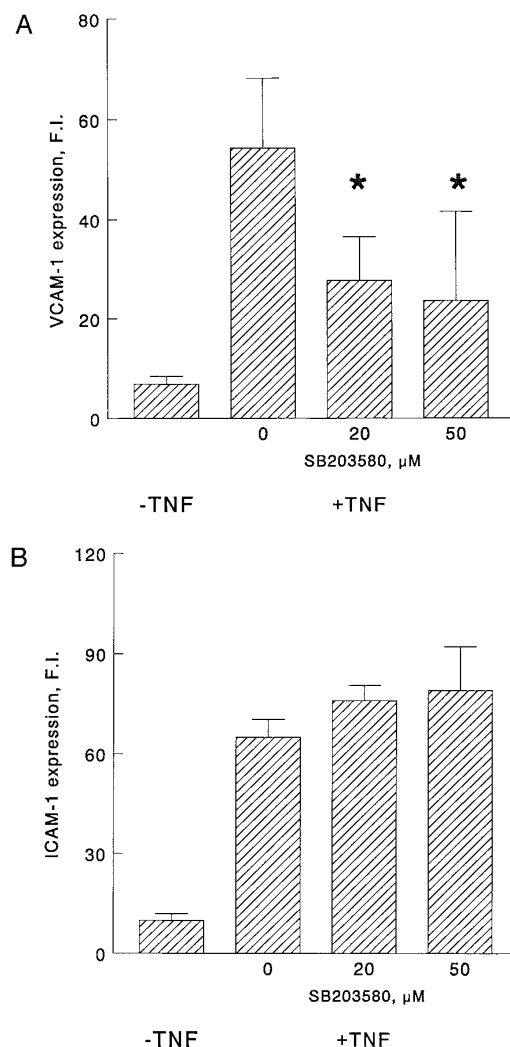 A
VCAM-1 expression, F.I.
80
60
40
20
0
* *
0 20 50
SB203580, µM
-TNF +TNF
B
ICAM-1 expression, F.I.
120
90
60
30
0
0 20 50
SB203580, µM
-TNF +TNF